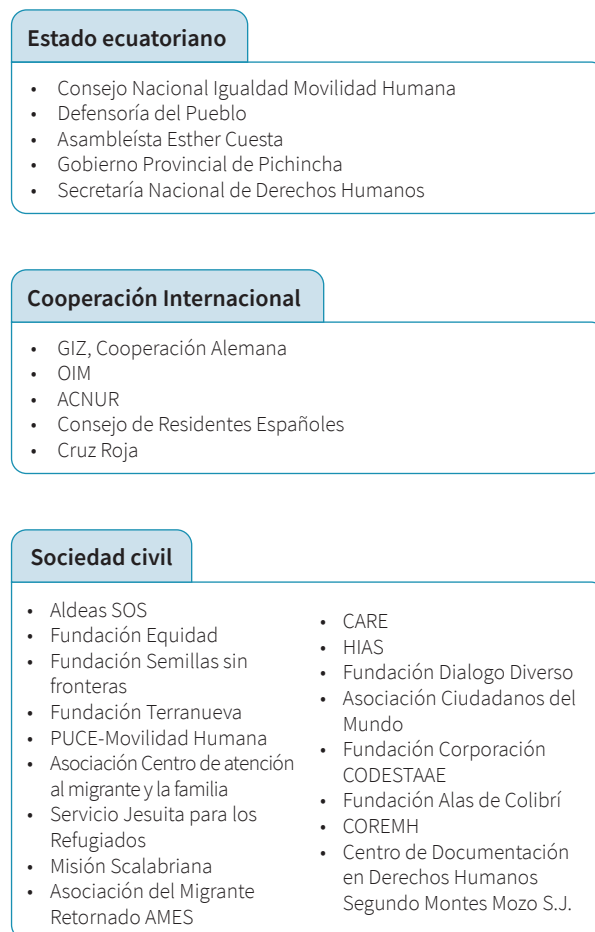 Estado ecuatoriano
• Consejo Nacional Igualdad Movilidad Humana
• Defensoría del Pueblo
• Asambleísta Esther Cuesta
• Gobierno Provincial de Pichincha
• Secretaría Nacional de Derechos Humanos
Cooperación Internacional
• GIZ, Cooperación Alemana
• OIM
• ACNUR
• Consejo de Residentes Españoles
• Cruz Roja
Sociedad civil
• Aldeas SOS
• Fundación Equidad
• Fundación Semillas sin
fronteras
• Fundación Terranueva
• PUCE-Movilidad Humana
• Asociación Centro de atención
al migrante y la familia
• Servicio Jesuita para los
Refugiados
• Misión Scalabriana
• Asociación del Migrante
Retornado AMES
• CARE
• HIAS
• Fundación Dialogo Diverso
• Asociación Ciudadanos del
Mundo
• Fundación Corporación
CODESTAAE
• Fundación Alas de Colibrí
• COREMH
• Centro de Documentación
en Derechos Humanos
Segundo Montes Mozo S.J.